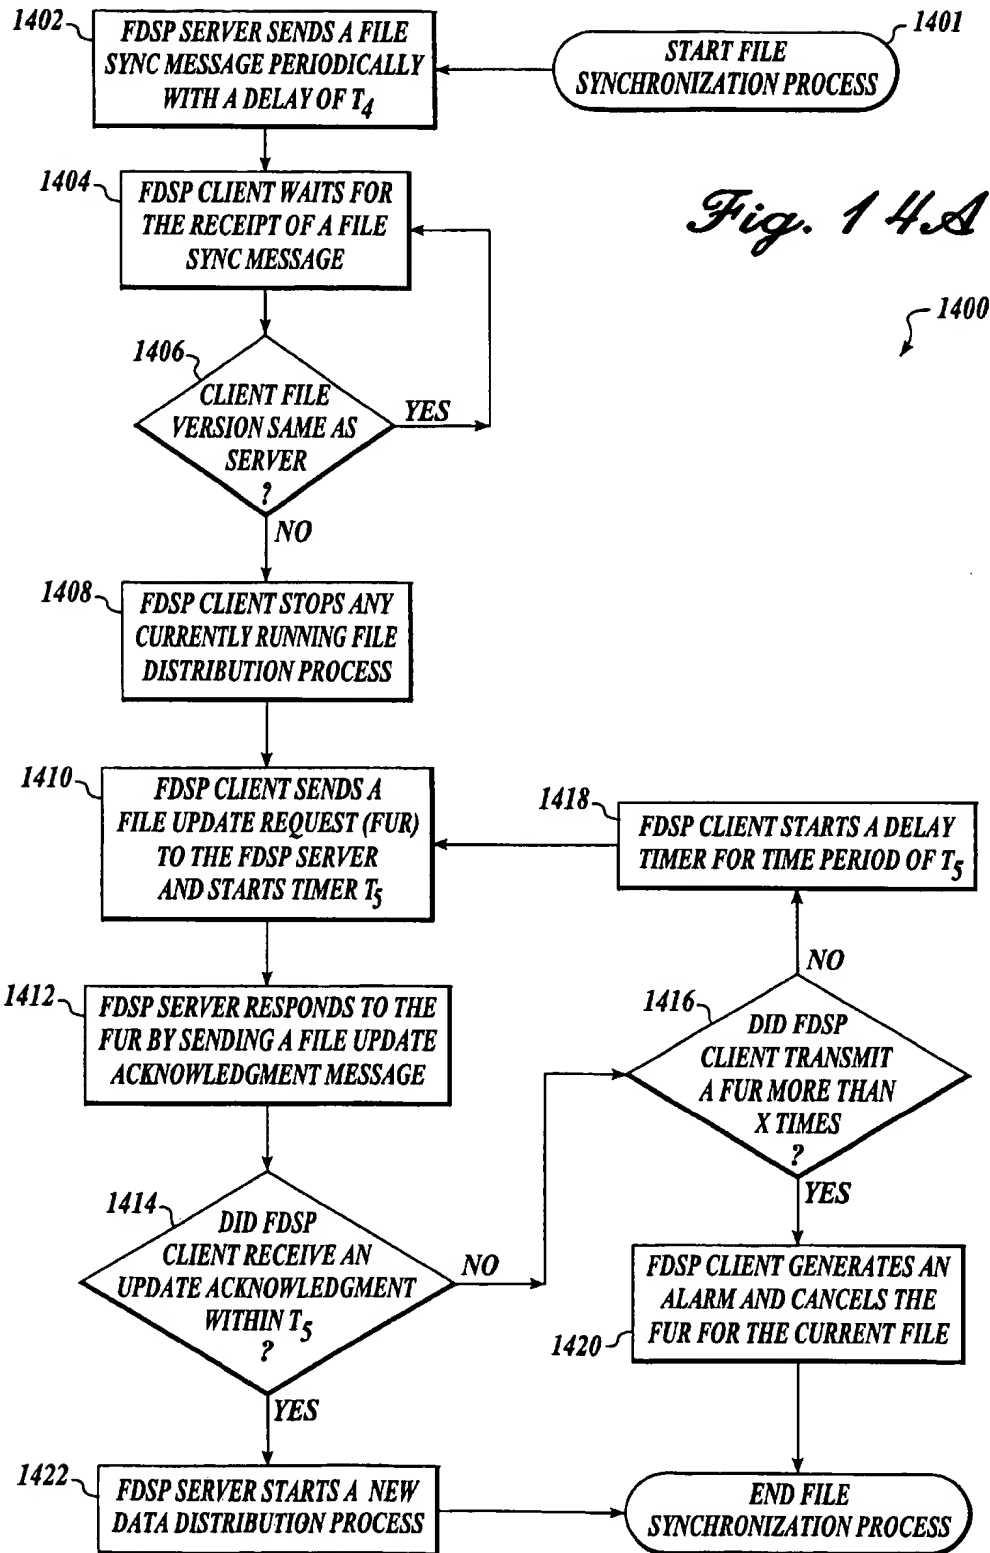 1402
FDSP SERVER SENDS A FILE
SYNC MESSAGE PERIODICALLY
WITH A DELAY OF T4
1401
START FILE
SYNCHRONIZATION PROCESS
1404
FDSP CLIENT WAITS FOR
THE RECEIPT OF A FILE
SYNC MESSAGE
Fig. 14A
1400
1406
CLIENT FILE
VERSION SAME AS
SERVER
?
YES
NO
1408
FDSP CLIENT STOPS ANY
CURRENTLY RUNNING FILE
DISTRIBUTION PROCESS
1410
FDSP CLIENT SENDS A
FILE UPDATE REQUEST (FUR)
TO THE FDSP SERVER
AND STARTS TIMER T5
1418
FDSP CLIENT STARTS A DELAY
TIMER FOR TIME PERIOD OF T5
NO
1412
FDSP SERVER RESPONDS TO THE
FUR BY SENDING A FILE UPDATE
ACKNOWLEDGMENT MESSAGE
1416
DID FDSP
CLIENT TRANSMIT
A FUR MORE THAN
X TIMES
?
YES
1414
DID FDSP
CLIENT RECEIVE AN
UPDATE ACKNOWLEDGMENT
WITHIN T5
?
NO
YES
FDSP CLIENT GENERATES AN
ALARM AND CANCELS THE
FUR FOR THE CURRENT FILE
1420
1422
FDSP SERVER STARTS A NEW
DATA DISTRIBUTION PROCESS
END FILE
SYNCHRONIZATION PROCESS